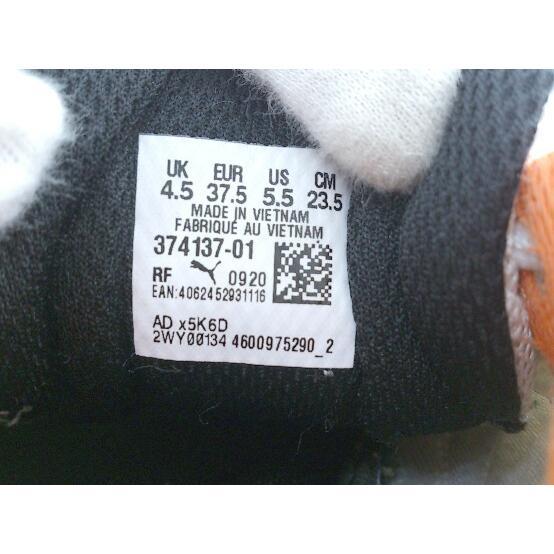 UK EUR US CM
4.5 37.5 5.5 23.5
MADE IN VIETNAM
FABRIQUÉ AU VIETNAM
374137-01
RF 0920
EAN:4062452931116
AD x5K6D
2WY00134 4600975290_2